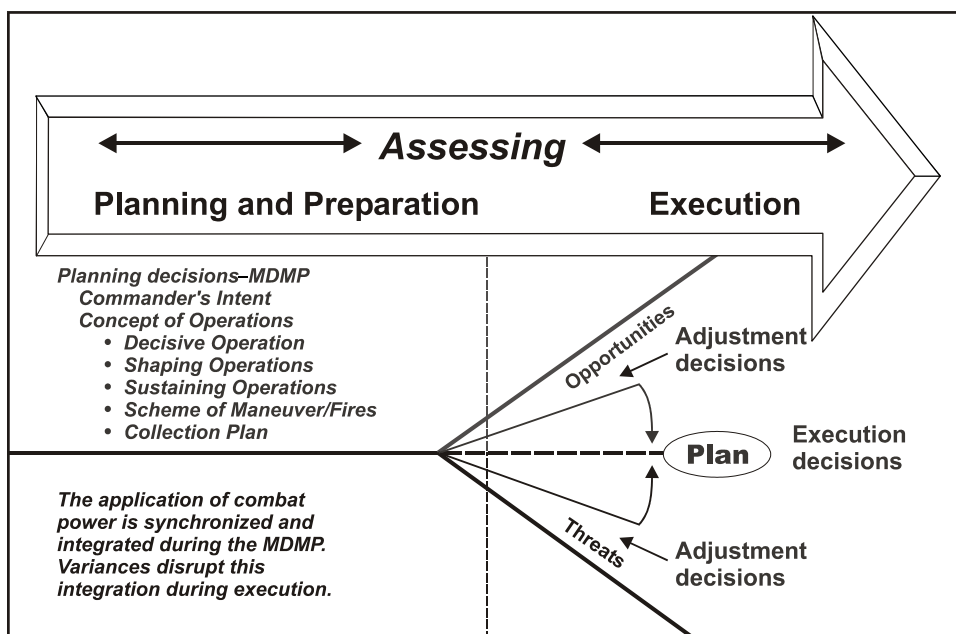 Assessing
Planning and Preparation
Execution
Planning decisions–MDMP
Commander's Intent
Concept of Operations
• Decisive Operation
• Shaping Operations
• Sustaining Operations
• Scheme of Maneuver/Fires
• Collection Plan
The application of combat
power is synchronized and
integrated during the MDMP.
Variances disrupt this
integration during execution.
Opportunities
Adjustment
decisions
Plan
Execution
decisions
Threats
Adjustment
decisions